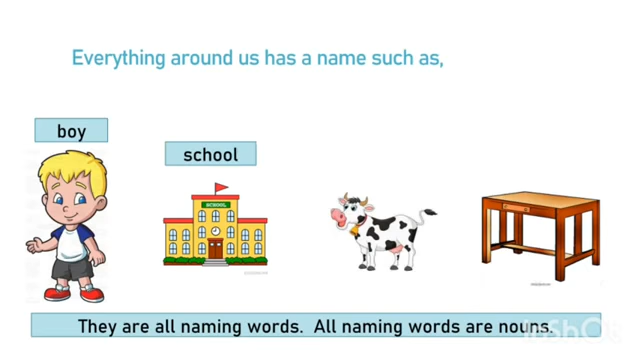 Everything around us has a name such as,
boy
school
SCHOOL
They are all naming words.  All naming words are nouns.
InShOt